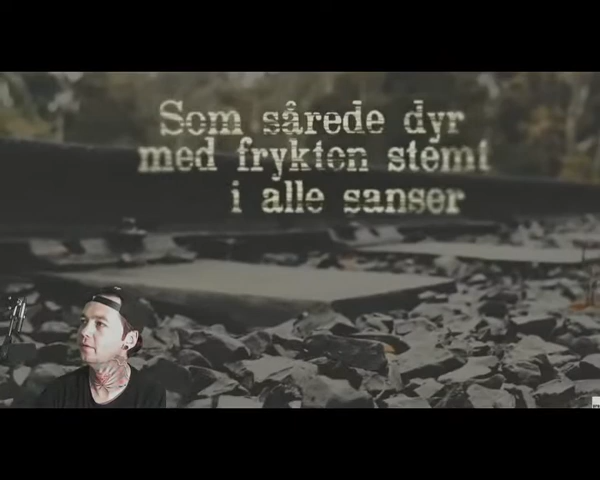 Som sårede dyr
med frykten stemt
i alle sanser